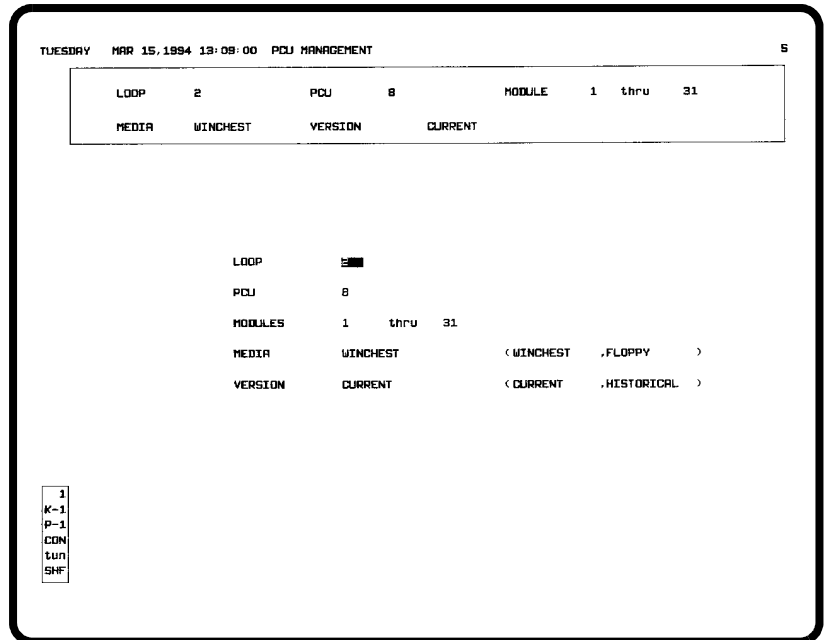 TUESDAY MAR 15,1994 13:09:00 PCU MANAGEMENT S
LOOP 2 PCU 8 MODULE 1 thru 31
MEDIA WINCHEST VERSION CURRENT
LOOP 2
PCU 8
MODULES 1 thru 31
MEDIA WINCHEST (WINCHEST ,FLOPPY )
VERSION CURRENT (CURRENT ,HISTORICAL )
1
K-1
P-1
CON
tun
SHF